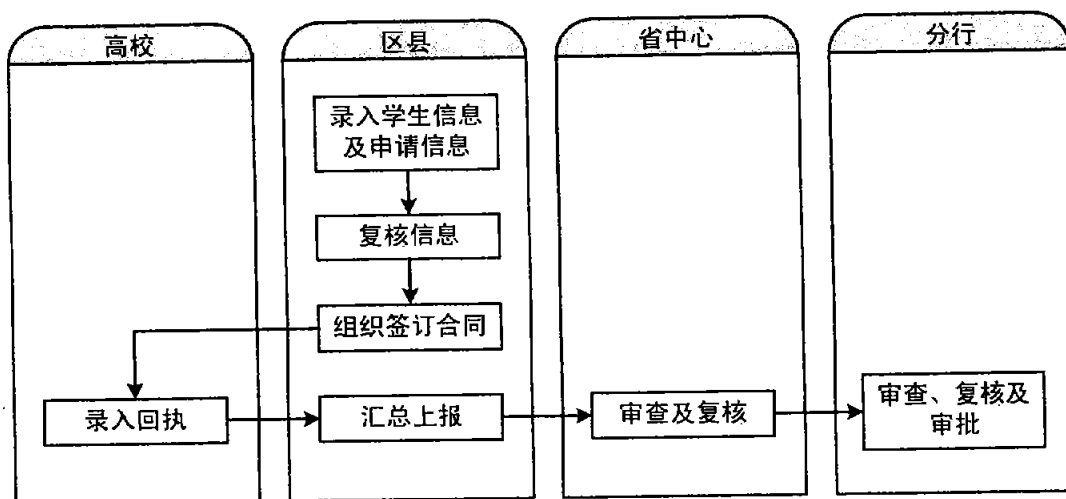 高校
区县
省中心
分行
录入学生信息
及申请信息
复核信息
组织签订合同
录入回执
汇总上报
审查及复核
审查、复核及
审批